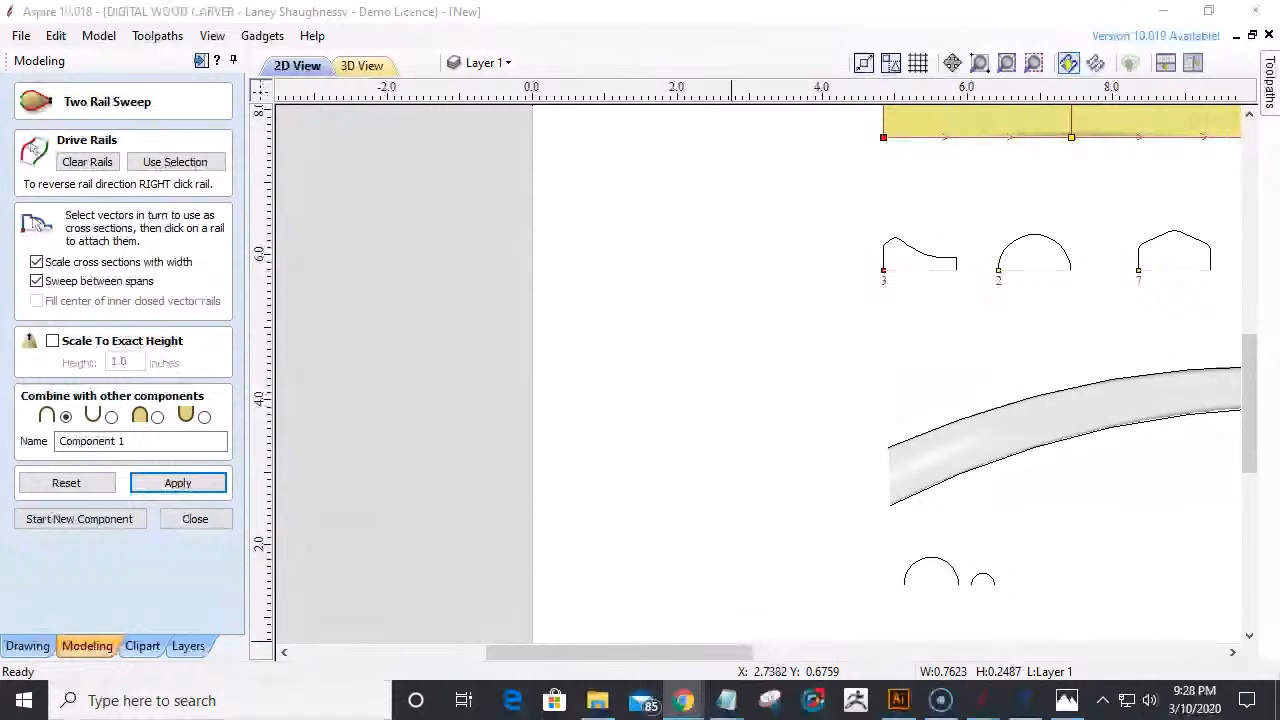 Aspire 10.018 - {DIGITAL WOOD CARVER - Laney Shaughnessy - Demo Licence} - [New]
File Edit Model Toolpaths View Gadgets Help
Version 10.019 Available!
Modeling
2D View 3D View Layer 1
Toolpaths
-2.0 0.0 2.0 4.0 6.0 8.0
Two Rail Sweep
Drive Rails
Clear Rails Use Selection
To reverse rail direction RIGHT click rail.
Select vectors in turn to use as
cross sections, then click on a rail
to attach them.
Scale cross sections with width
Sweep between spans
Fill center of inner closed vector rails
8.
6.0
4.0
2.0
3 2 7
Scale To Exact Height
Height: 1.0 inches
Combine with other components
Name Component 1
Reset Apply
Start New Component Close
Drawing Modeling Clipart Layers
Ready
X: 2.7382 Y: 0.6759
W:0.7623 H:0.2487 L:Layer 1
Type here to search
85
9:28 PM
3/10/2020